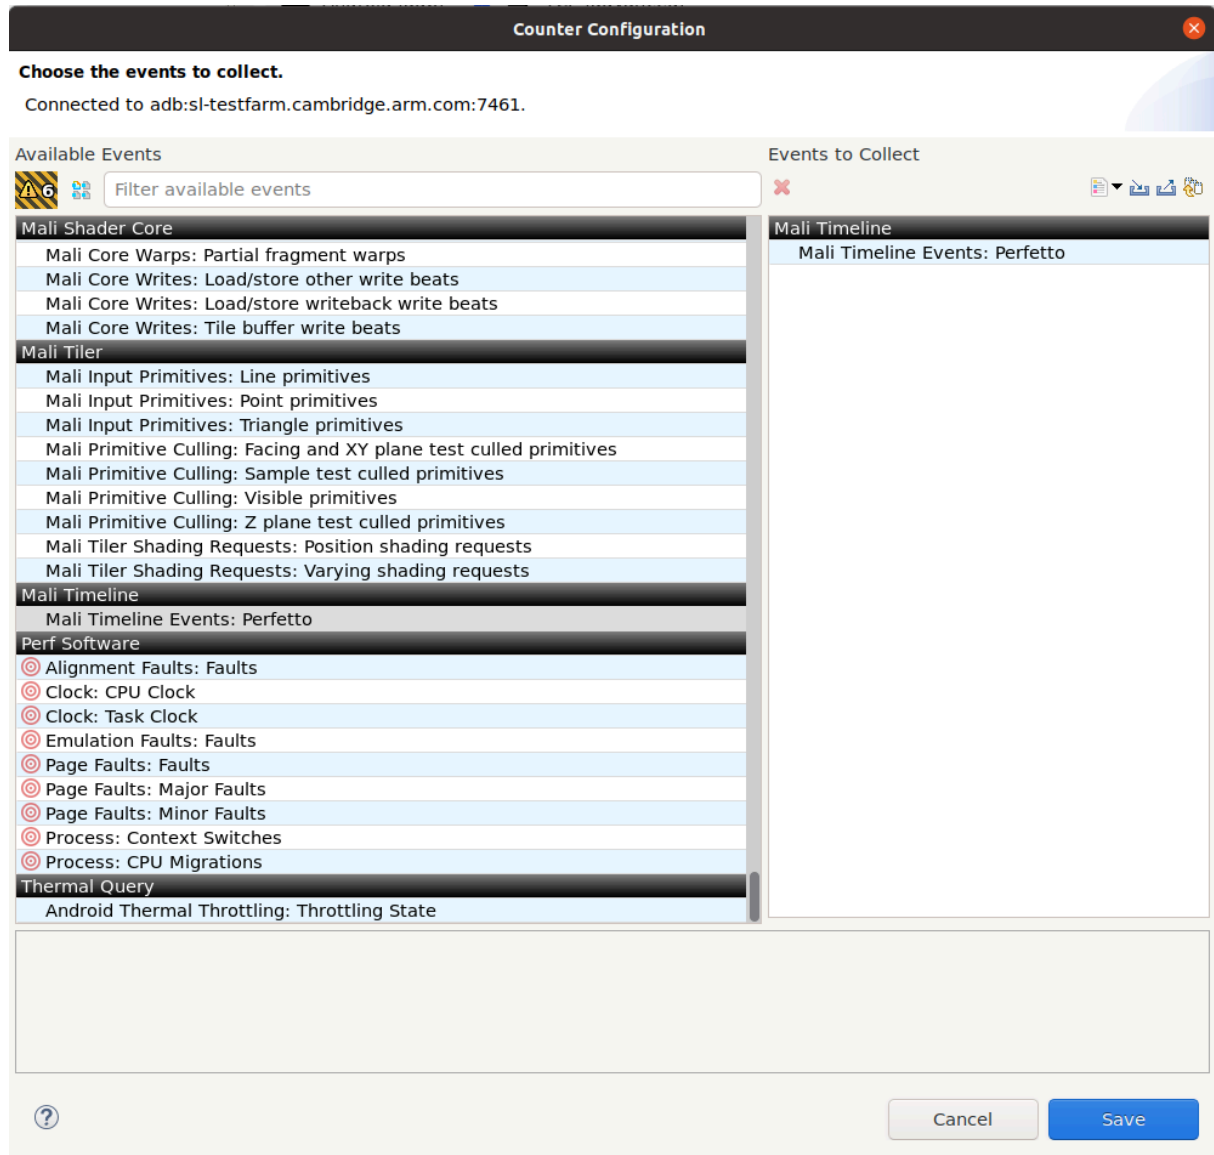 Counter Configuration
Choose the events to collect.
Connected to adb:sl-testfarm.cambridge.arm.com:7461.
Available Events
Events to Collect
6
Filter available events
Mali Shader Core
Mali Core Warps: Partial fragment warps
Mali Core Writes: Load/store other write beats
Mali Core Writes: Load/store writeback write beats
Mali Core Writes: Tile buffer write beats
Mali Tiler
Mali Input Primitives: Line primitives
Mali Input Primitives: Point primitives
Mali Input Primitives: Triangle primitives
Mali Primitive Culling: Facing and XY plane test culled primitives
Mali Primitive Culling: Sample test culled primitives
Mali Primitive Culling: Visible primitives
Mali Primitive Culling: Z plane test culled primitives
Mali Tiler Shading Requests: Position shading requests
Mali Tiler Shading Requests: Varying shading requests
Mali Timeline
Mali Timeline Events: Perfetto
Perf Software
Alignment Faults: Faults
Clock: CPU Clock
Clock: Task Clock
Emulation Faults: Faults
Page Faults: Faults
Page Faults: Major Faults
Page Faults: Minor Faults
Process: Context Switches
Process: CPU Migrations
Thermal Query
Android Thermal Throttling: Throttling State
Mali Timeline
Mali Timeline Events: Perfetto
?
Cancel
Save